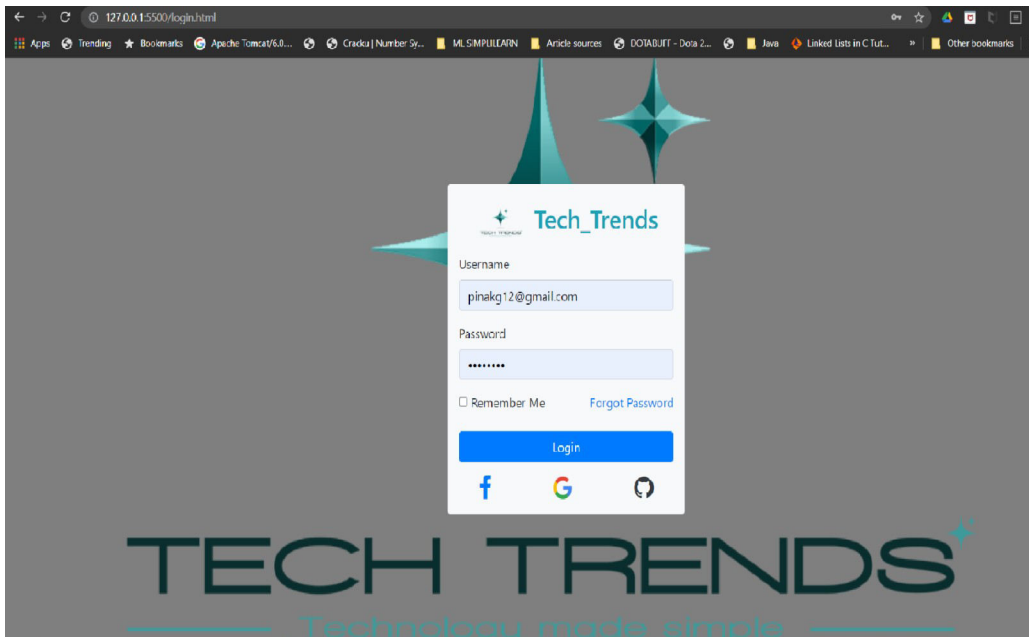 127.0.0.1:5500/login.html
Apps Trending Bookmarks Apache Tomcat/6.0... Cracku | Number Sy... ML SIMPLILEARN Article sources DOTABUFF - Dota 2... Java Linked Lists in C Tut... » Other bookmarks
TECH TRENDS Tech_Trends
Username
pinakg12@gmail.com
Password
••••••••
Remember Me Forgot Password
Login
TECH TRENDS
Technology made simple